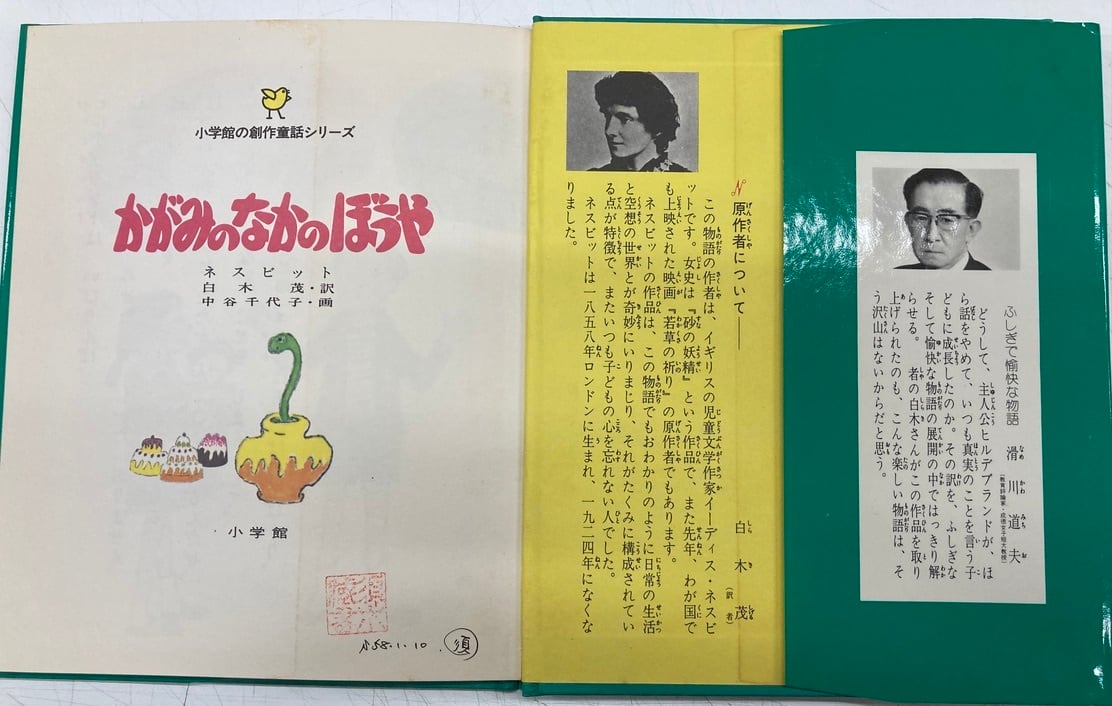 小学館の創作童話シリーズ
かがみのなかのぼうや
ネスビット
白木 茂・訳
中谷千代子・画
小学館
S58.1.10 須
原作者について――
白木 茂
(訳者)
この物語の作者は、イギリスの児童文学作家イーディス・ネスビ
ットです。女史は『砂の妖精』という作品で、また先年、わが国で
も上映された映画『若草の祈り』の原作者でもあります。
ネスビットの作品は、この物語でもおわかりのように日常の生活
と空想の世界とが奇妙にいりまじり、それがたくみに構成されてい
る点が特徴で、またいつも子どもの心を忘れない人でした。
ネスビットは一八五八年ロンドンに生まれ、一九二四年になくな
りました。
ふしぎで愉快な物語
滑川道夫
(教育評論家・成徳女子短大教授)
どうして、主人公ヒルデブランドが、ほ
ら話をやめて、いつも真実のことを言う子
どもに成長したのか。その訳を、ふしぎな
そして愉快な物語の展開の中ではっきり解
らせる。 者の白木さんがこの作品を取り
上げられたのも、こんな楽しい物語は、そ
う沢山はないからだと思う。